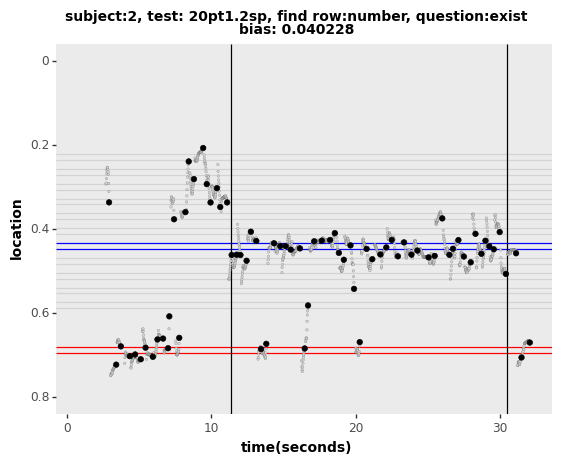 subject:2, test: 20pt1.2sp, find row:number, question:exist
bias: 0.040228
0
0.2
0.4
0.6
0.8
location
0 10 20 30
time(seconds)